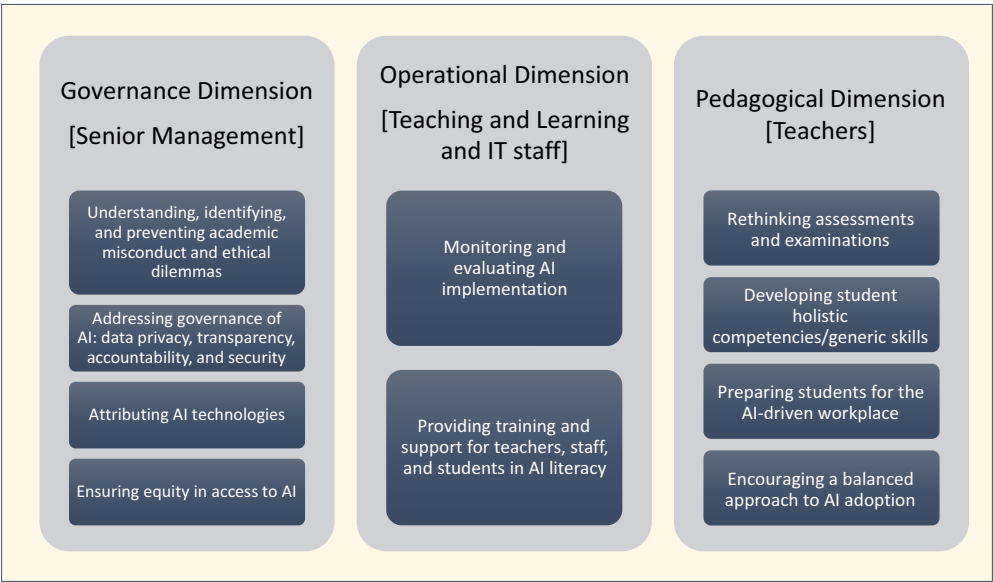 Governance Dimension
[Senior Management]
Understanding, identifying,
and preventing academic
misconduct and ethical
dilemmas
Addressing governance of
AI: data privacy, transparency,
accountability, and security
Attributing AI technologies
Ensuring equity in access to AI
Operational Dimension
[Teaching and Learning
and IT staff]
Monitoring and
evaluating AI
implementation
Providing training and
support for teachers, staff,
and students in AI literacy
Pedagogical Dimension
[Teachers]
Rethinking assessments
and examinations
Developing student
holistic
competencies/generic skills
Preparing students for the
AI-driven workplace
Encouraging a balanced
approach to AI adoption